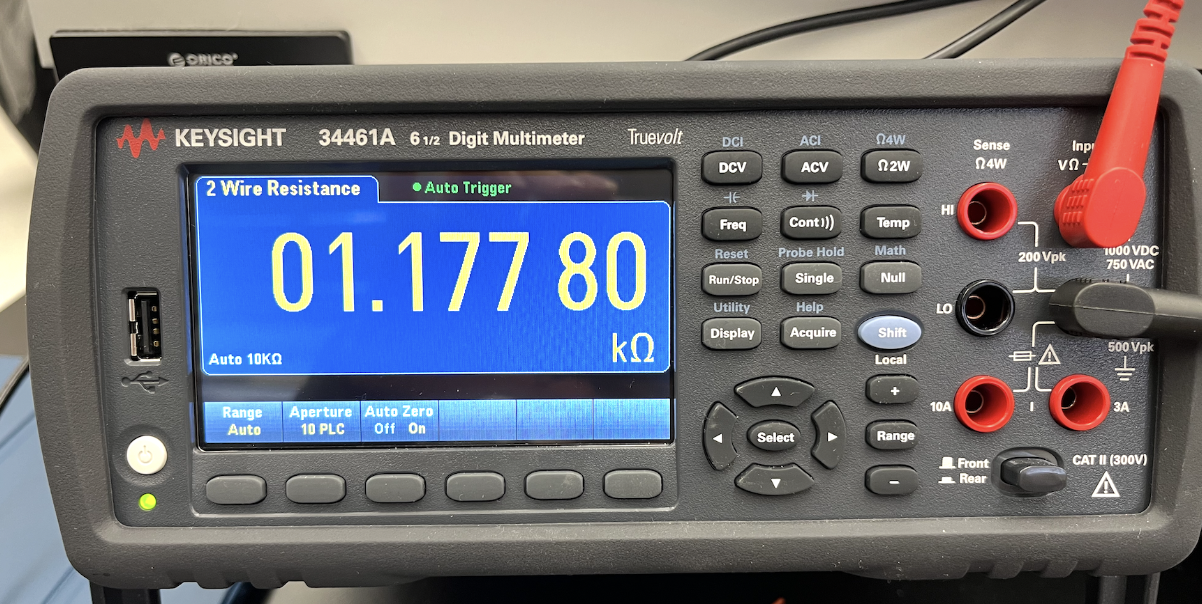 ORICO
KEYSIGHT 34461A 6 1/2 Digit Multimeter Truevolt
2 Wire Resistance
Auto Trigger
01.177 80
kΩ
Auto 10KΩ
Range
Auto
Aperture
10 PLC
Auto Zero
Off On
DCI ACI Ω4W
DCV ACV Ω2W
Freq Cont Temp
Reset Probe Hold Math
Run/Stop Single Null
Utility Help
Display Acquire Shift
Local
+
Select Range
-
Sense
Ω4W
HI
200 Vpk
1000 VDC
750 VAC
LO
500 Vpk
10A I 3A
Front
Rear
CAT II (300V)